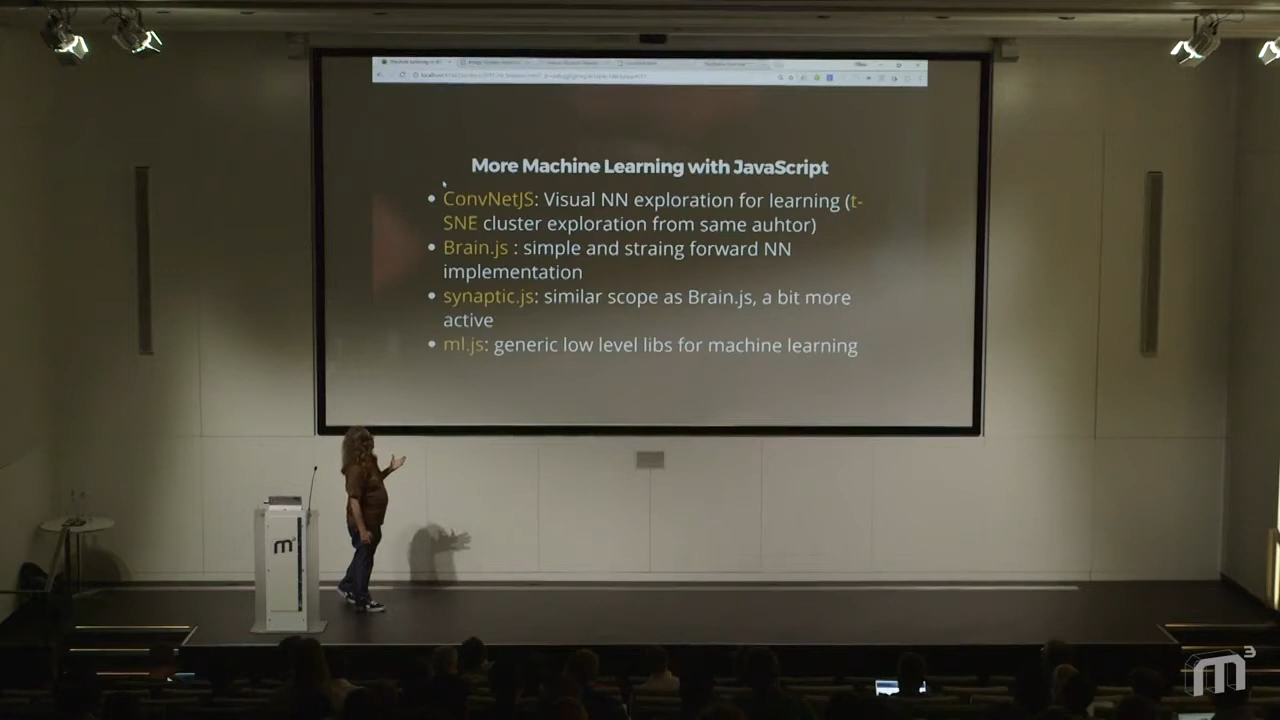 More Machine Learning with JavaScript
• ConvNetJS: Visual NN exploration for learning (t-
SNE cluster exploration from same auhtor)
• Brain.js : simple and straing forward NN
implementation
• synaptic.js: similar scope as Brain.js, a bit more
active
• ml.js: generic low level libs for machine learning
m³
m³